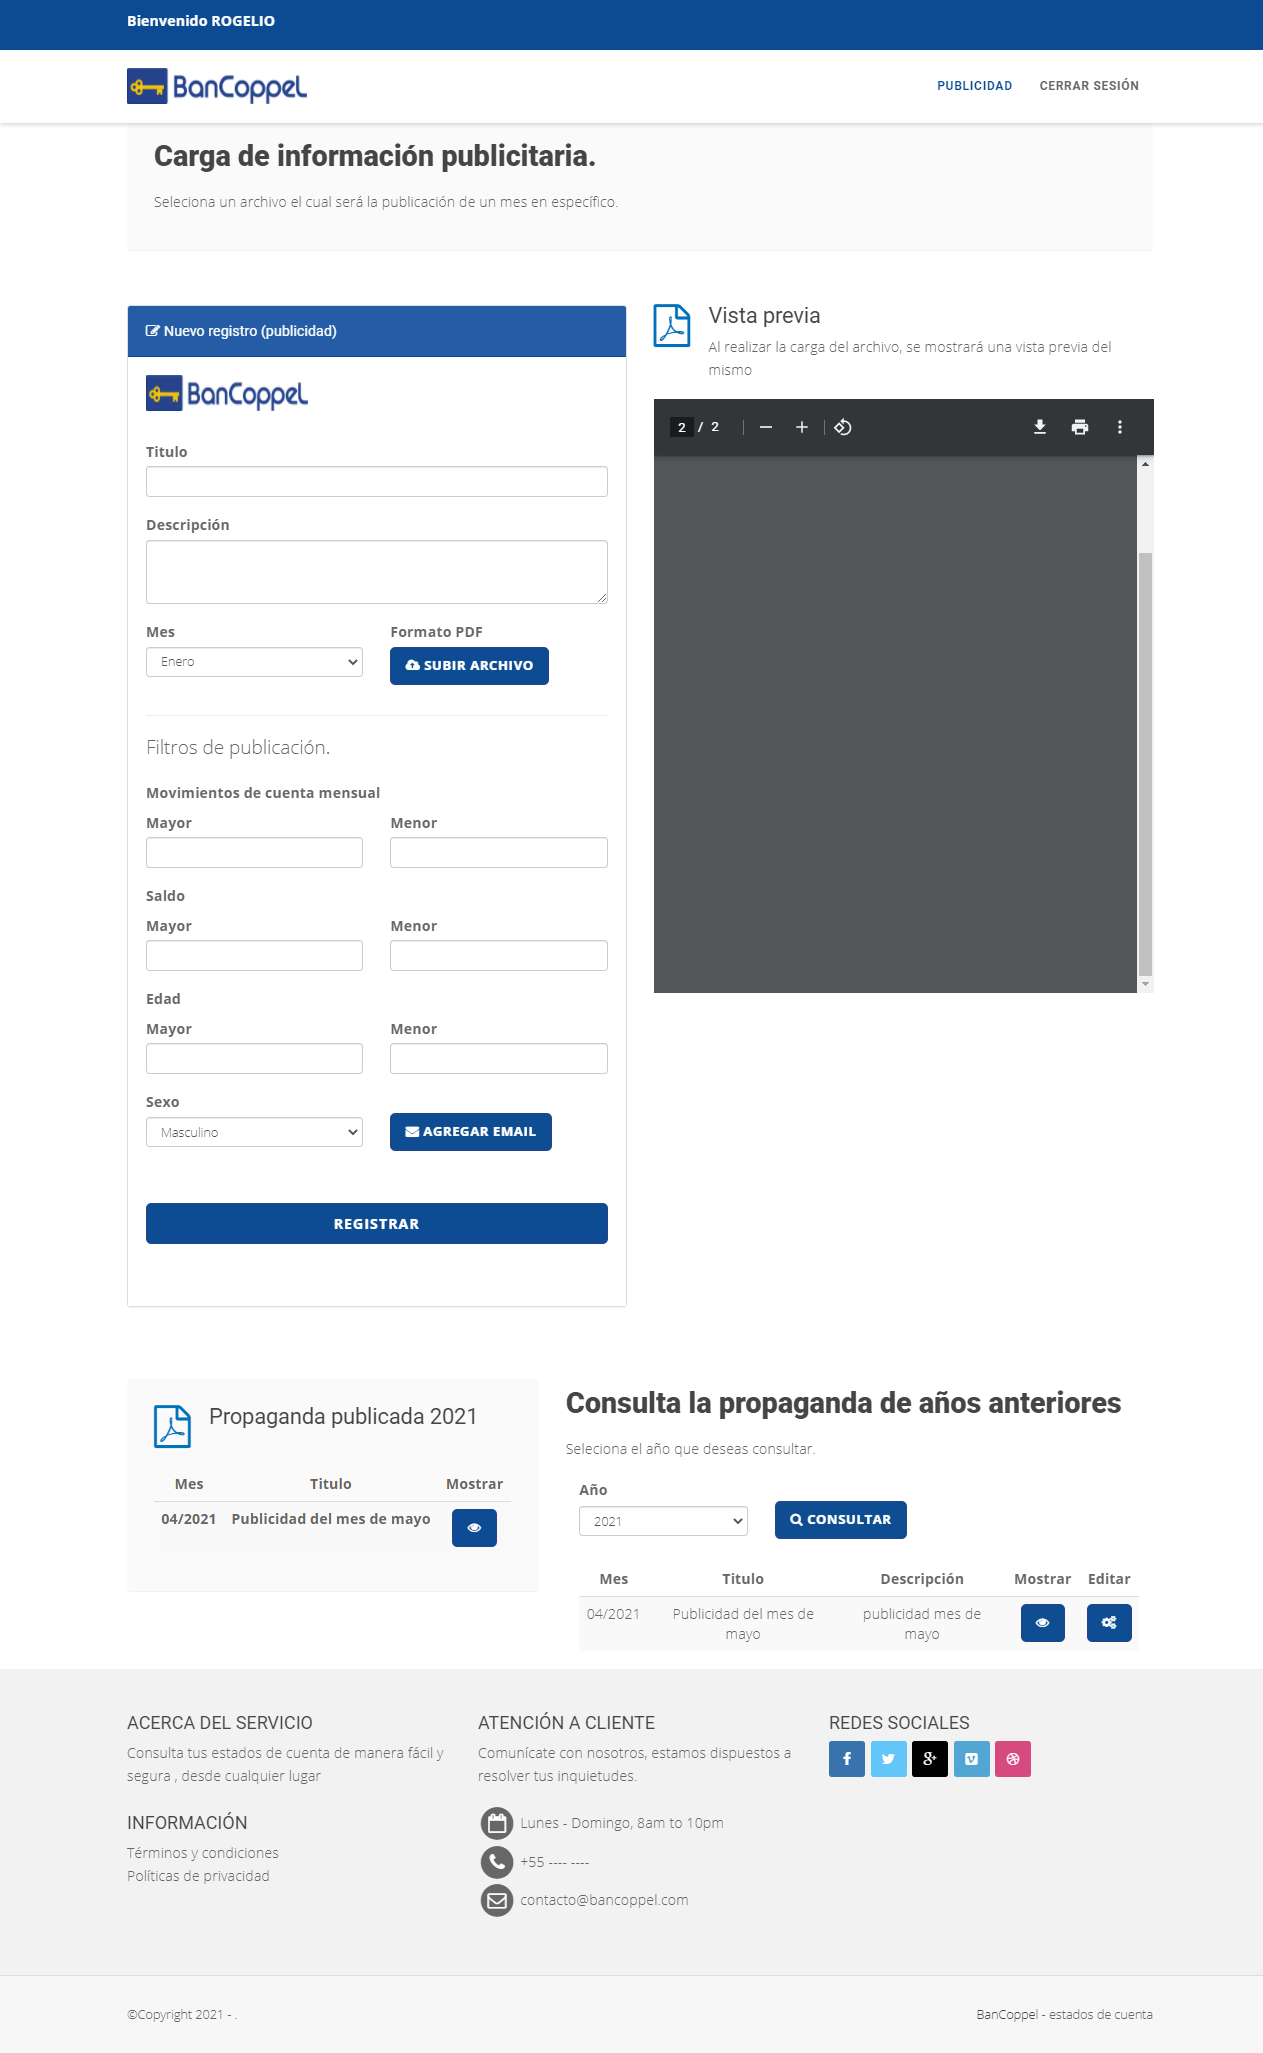 Bienvenido ROGELIO
BanCoppel
PUBLICIDAD
CERRAR SESIÓN
Carga de información publicitaria.
Seleciona un archivo el cual será la publicación de un mes en específico.
Nuevo registro (publicidad)
BanCoppel
Titulo
Descripción
Mes
Formato PDF
Enero
SUBIR ARCHIVO
Filtros de publicación.
Movimientos de cuenta mensual
Mayor
Menor
Saldo
Mayor
Menor
Edad
Mayor
Menor
Sexo
Masculino
AGREGAR EMAIL
REGISTRAR
Vista previa
Al realizar la carga del archivo, se mostrará una vista previa del
mismo
2 / 2
Propaganda publicada 2021
Mes Titulo Mostrar
04/2021 Publicidad del mes de mayo
Consulta la propaganda de años anteriores
Seleciona el año que deseas consultar.
Año
2021
CONSULTAR
Mes Titulo Descripción Mostrar Editar
04/2021 Publicidad del mes de publicidad mes de
mayo mayo
ACERCA DEL SERVICIO
Consulta tus estados de cuenta de manera fácil y
segura , desde cualquier lugar
INFORMACIÓN
Términos y condiciones
Políticas de privacidad
ATENCIÓN A CLIENTE
Comunícate con nosotros, estamos dispuestos a
resolver tus inquietudes.
Lunes - Domingo, 8am to 10pm
+55 ---- ----
contacto@bancoppel.com
REDES SOCIALES
©Copyright 2021 - .
BanCoppel - estados de cuenta